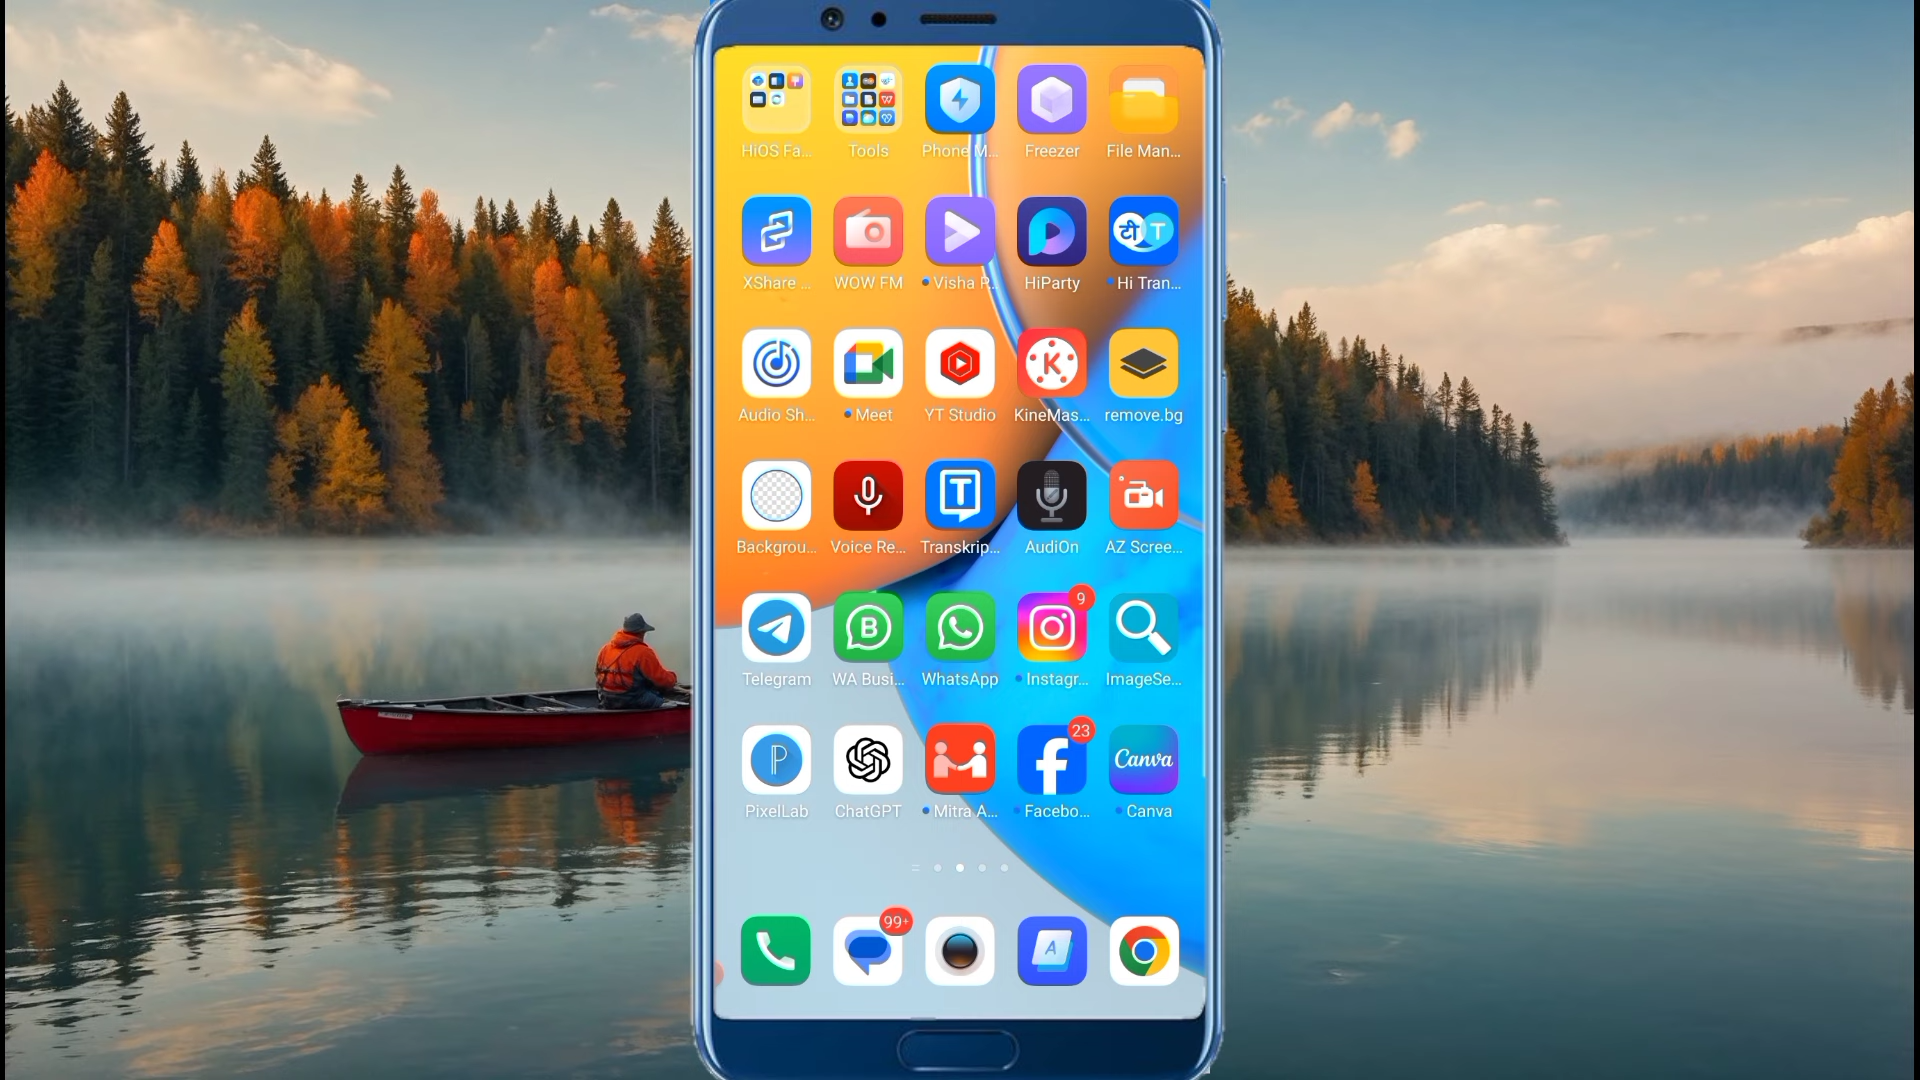 HiOS Fa... Tools Phone M... Freezer File Man...
टी T
XShare ... WOW FM Visha P... HiParty Hi Tran...
K
Audio Sh... Meet YT Studio KineMas... remove.bg
T
Backgrou... Voice Re... Transkrip... AudiOn AZ Scree...
B 9
Telegram WA Busi... WhatsApp Instagr... ImageSe...
P f 23 Canva
PixelLab ChatGPT Mitra A... Facebo... Canva
99+ A